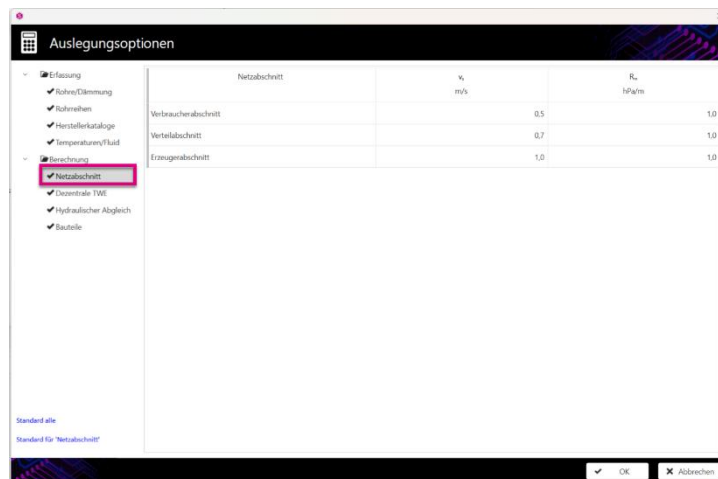 Auslegungsoptionen
Erfassung
Rohre/Dämmung
Rohrreihen
Herstellerkataloge
Temperaturen/Fluid
Berechnung
Netzabschnitt
Dezentrale TWE
Hydraulischer Abgleich
Bauteile
Netzabschnitt
m/s
hPa/m
Verbraucherabschnitt 0,5 1,0
Verteilabschnitt 0,7 1,0
Erzeugerabschnitt 1,0 1,0
Standard alle
Standard für 'Netzabschnitt'
OK Abbrechen